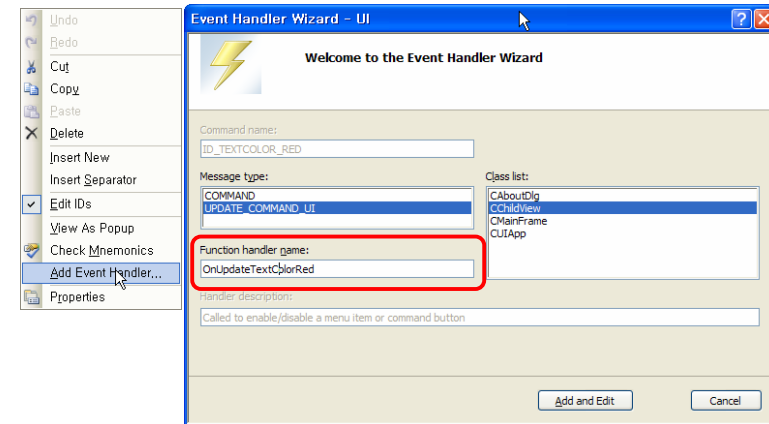 Undo
Redo
Cut
Copy
Paste
Delete
Insert New
Insert Separator
Edit IDs
View As Popup
Check Mnemonics
Add Event Handler...
Properties
Event Handler Wizard - UI
Welcome to the Event Handler Wizard
Command name:
ID_TEXTCOLOR_RED
Message type:
COMMAND
UPDATE_COMMAND_UI
Class list:
CAboutDlg
CChildView
CMainFrame
CUIApp
Function handler name:
OnUpdateTextColorRed
Handler description:
Called to enable/disable a menu item or command button
Add and Edit
Cancel